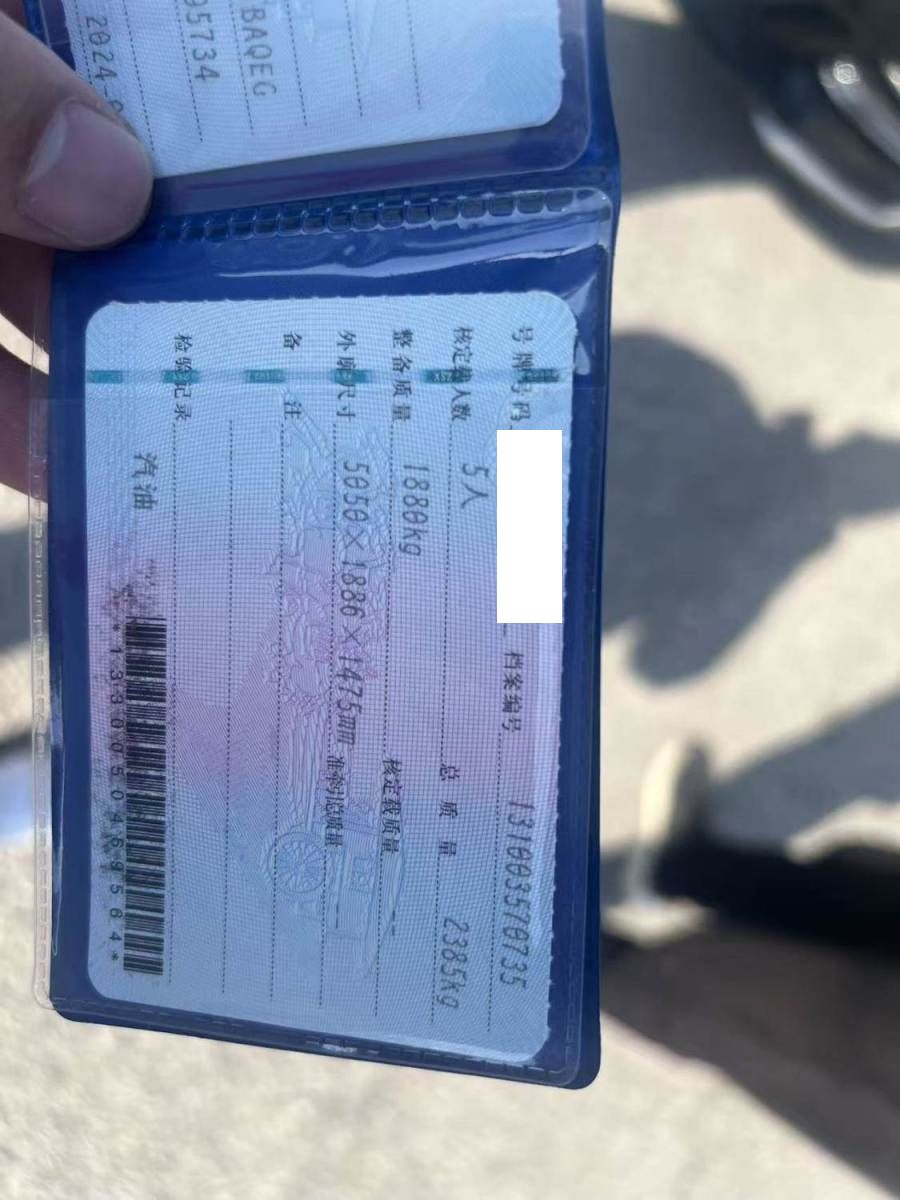 BAQEG
95734
2024-
号牌号码 档案编号 131003570735
核定载人数 5人 总质量 2385kg
整备质量 1880kg 核定载质量 --
外廓尺寸 5050×1886×1475mm 准牵引总质量 --
备注
检验记录
汽油
*1330050869564*